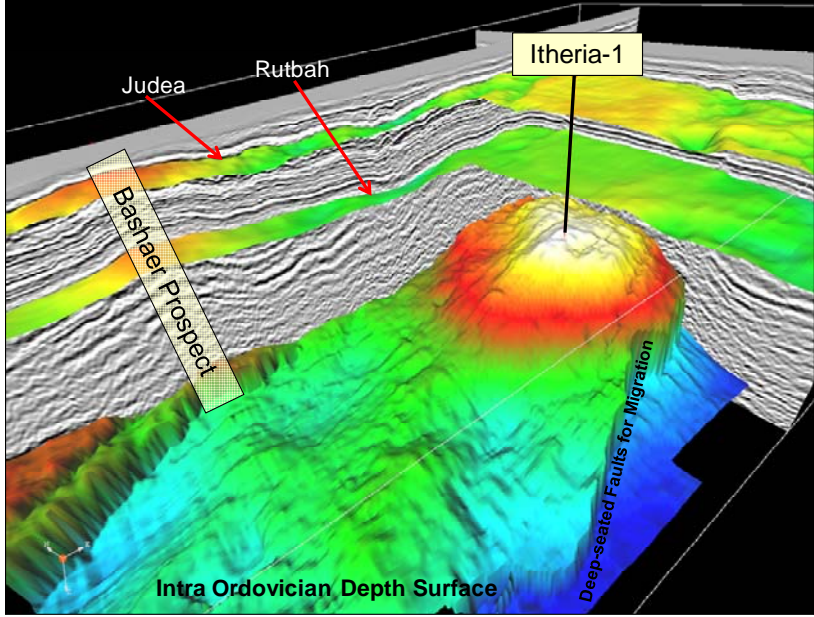 Itheria-1
Rutbah
Judea
Bashaer Prospect
Deep-seated Faults for Migration
Intra Ordovician Depth Surface